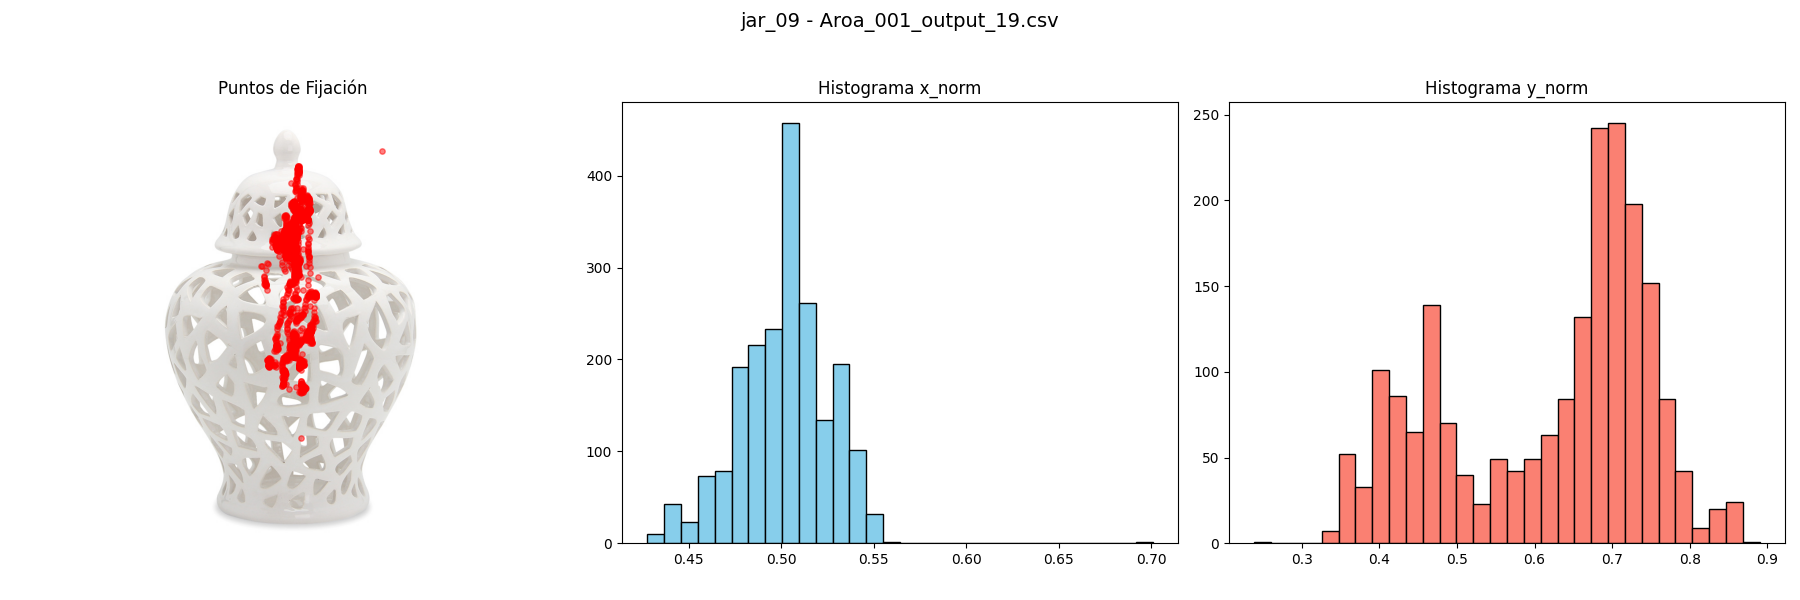 jar_09 - Aroa_001_output_19.csv
Puntos de Fijación
Histograma x_norm
400
300
200
100
0
0.45 0.50 0.55 0.60 0.65 0.70
Histograma y_norm
250
200
150
100
50
0
0.3 0.4 0.5 0.6 0.7 0.8 0.9